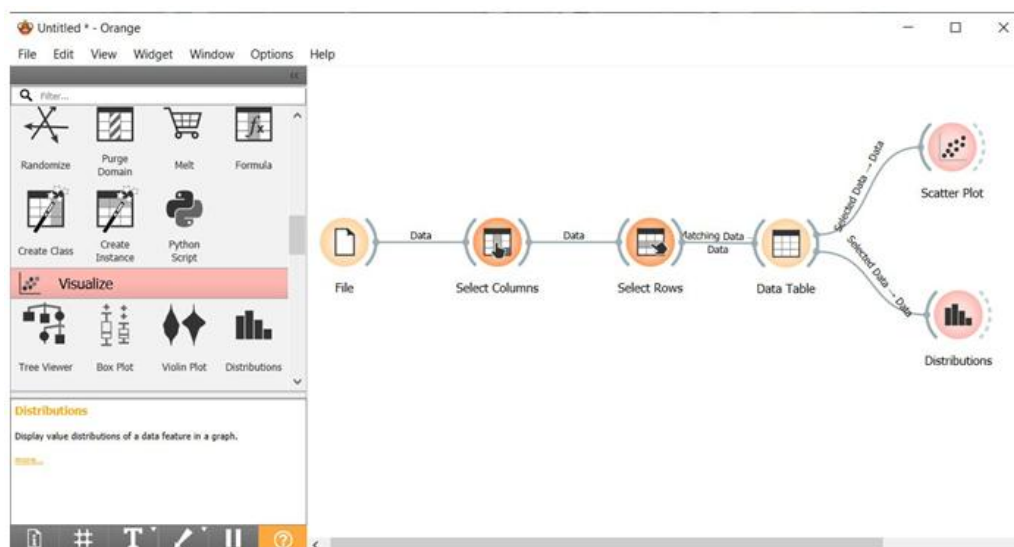 Untitled * - Orange
File Edit View Widget Window Options Help
Filter...
Randomize
Purge
Domain
Melt
Formula
Create Class
Create
Instance
Python
Script
Visualize
Tree Viewer
Box Plot
Violin Plot
Distributions
Distributions
Display value distributions of a data feature in a graph.
more...
File
Data
Select Columns
Data
Select Rows
Matching Data →
Data
Data Table
Selected Data → Data
Scatter Plot
Selected Data → Data
Distributions